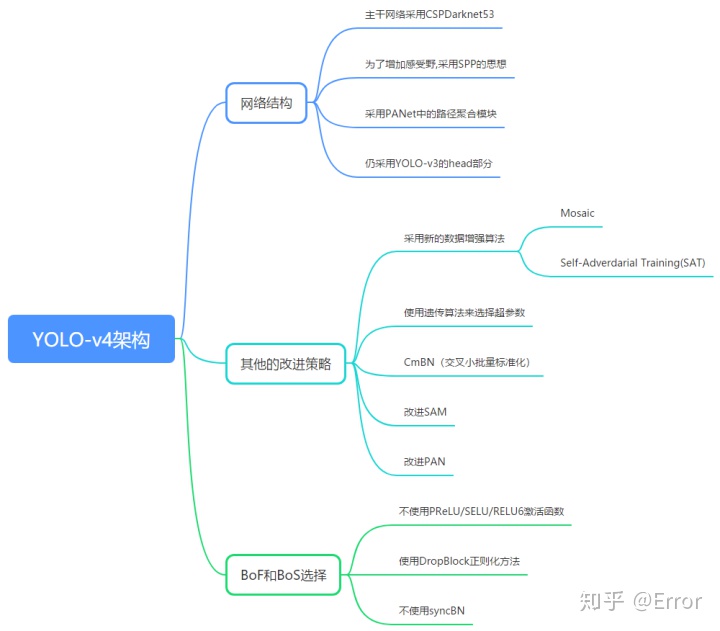 YOLO-v4架构
网络结构
主干网络采用CSPDarknet53
为了增加感受野,采用SPP的思想
采用PANet中的路径聚合模块
仍采用YOLO-v3的head部分
其他的改进策略
采用新的数据增强算法
Mosaic
Self-Adverdarial Training(SAT)
使用遗传算法来选择超参数
CmBN（交叉小批量标准化）
改进SAM
改进PAN
BoF和BoS选择
不使用PReLU/SELU/RELU6激活函数
使用DropBlock正则化方法
不使用syncBN
知乎 @Error